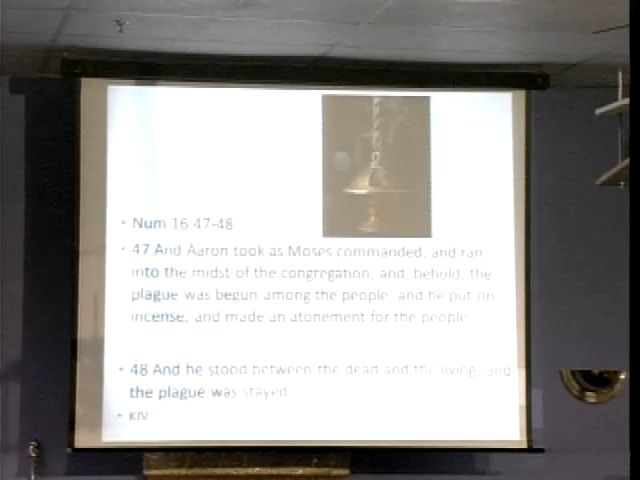 Num 16:47-48
47 And Aaron took as Moses commanded, and ran
into the midst of the congregation; and, behold, the
plague was begun among the people: and he put on
incense, and made an atonement for the people.
48 And he stood between the dead and the living; and
the plague was stayed.
KJV